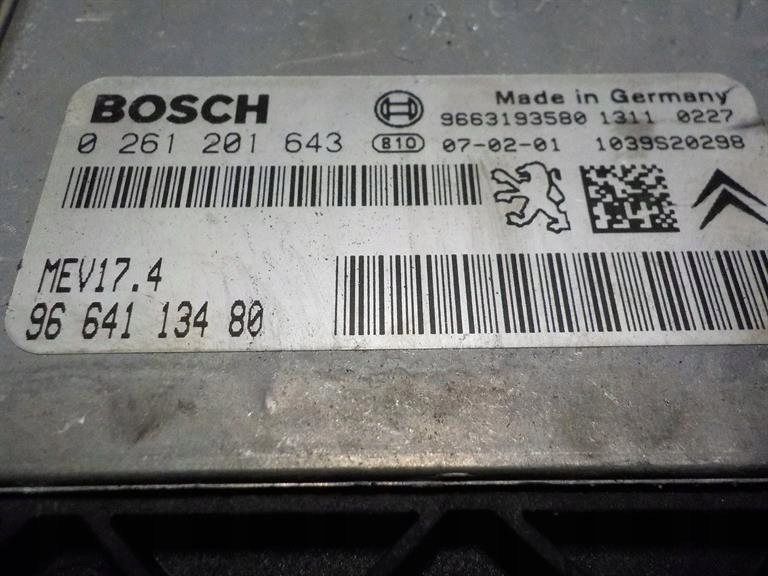 BOSCH
Made in Germany
9663193580 1311 0227
0 261 201 643 810 07-02-01 1039S20298
MEV17.4
96 641 134 80